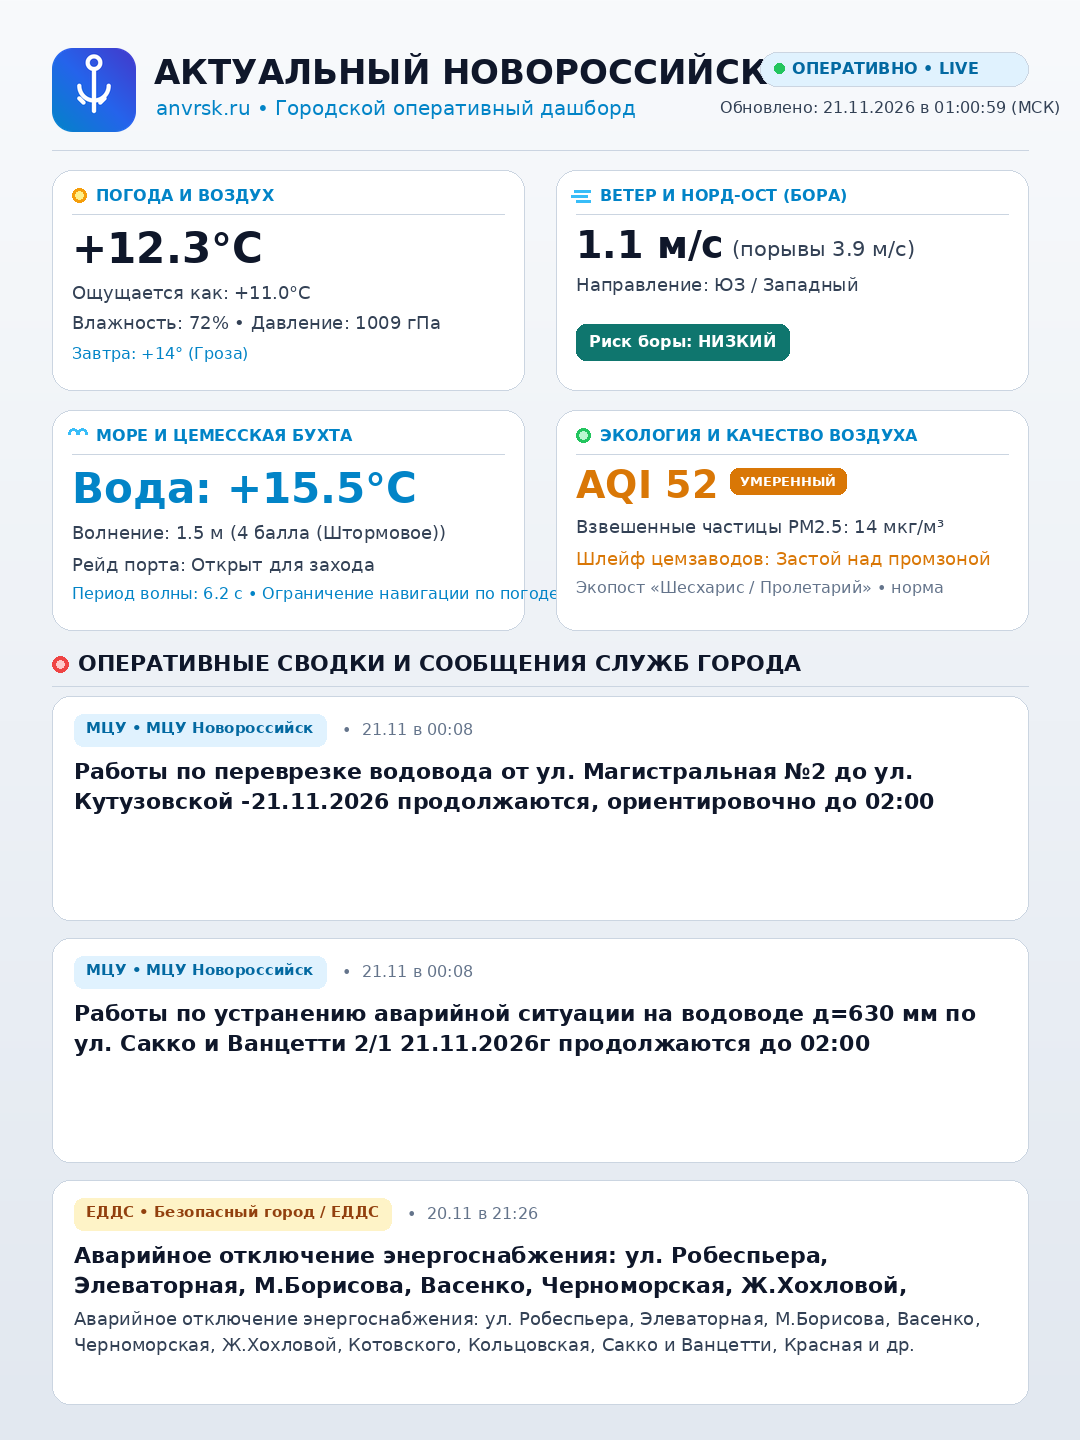 АКТУАЛЬНЫЙ НОВОРОССИЙСК
ОПЕРАТИВНО • LIVE
anvrsk.ru • Городской оперативный дашборд
Обновлено: 21.11.2026 в 01:00:59 (МСК)
ПОГОДА И ВОЗДУХ
+12.3°C
Ощущается как: +11.0°C
Влажность: 72% • Давление: 1009 гПа
Завтра: +14° (Гроза)
ВЕТЕР И НОРД-ОСТ (БОРА)
1.1 м/с (порывы 3.9 м/с)
Направление: ЮЗ / Западный
Риск боры: НИЗКИЙ
МОРЕ И ЦЕМЕССКАЯ БУХТА
Вода: +15.5°C
Волнение: 1.5 м (4 балла (Штормовое))
Рейд порта: Открыт для захода
Период волны: 6.2 с • Ограничение навигации по погоде
ЭКОЛОГИЯ И КАЧЕСТВО ВОЗДУХА
AQI 52 УМЕРЕННЫЙ
Взвешенные частицы PM2.5: 14 мкг/м³
Шлейф цемзаводов: Застой над промзоной
Экопост «Шесхарис / Пролетарий» • норма
ОПЕРАТИВНЫЕ СВОДКИ И СООБЩЕНИЯ СЛУЖБ ГОРОДА
МЦУ • МЦУ Новороссийск • 21.11 в 00:08
Работы по переврезке водовода от ул. Магистральная №2 до ул.
Кутузовской -21.11.2026 продолжаются, ориентировочно до 02:00
МЦУ • МЦУ Новороссийск • 21.11 в 00:08
Работы по устранению аварийной ситуации на водоводе д=630 мм по
ул. Сакко и Ванцетти 2/1 21.11.2026г продолжаются до 02:00
ЕДДС • Безопасный город / ЕДДС • 20.11 в 21:26
Аварийное отключение энергоснабжения: ул. Робеспьера,
Элеваторная, М.Борисова, Васенко, Черноморская, Ж.Хохловой,
Аварийное отключение энергоснабжения: ул. Робеспьера, Элеваторная, М.Борисова, Васенко,
Черноморская, Ж.Хохловой, Котовского, Кольцовская, Сакко и Ванцетти, Красная и др.